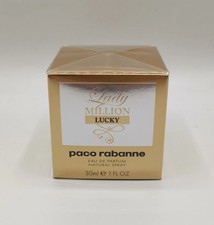 Lady
MILLION
LUCKY
paco rabanne
EAU DE PARFUM
NATURAL SPRAY
30ml e 1 FL.OZ.